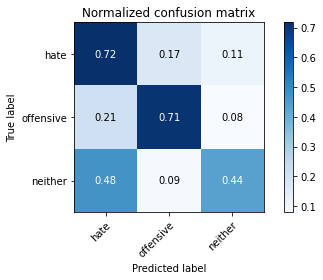 Normalized confusion matrix
True label
hate
offensive
neither
0.72 0.17 0.11
0.21 0.71 0.08
0.48 0.09 0.44
hate
offensive
neither
Predicted label
0.7
0.6
0.5
0.4
0.3
0.2
0.1